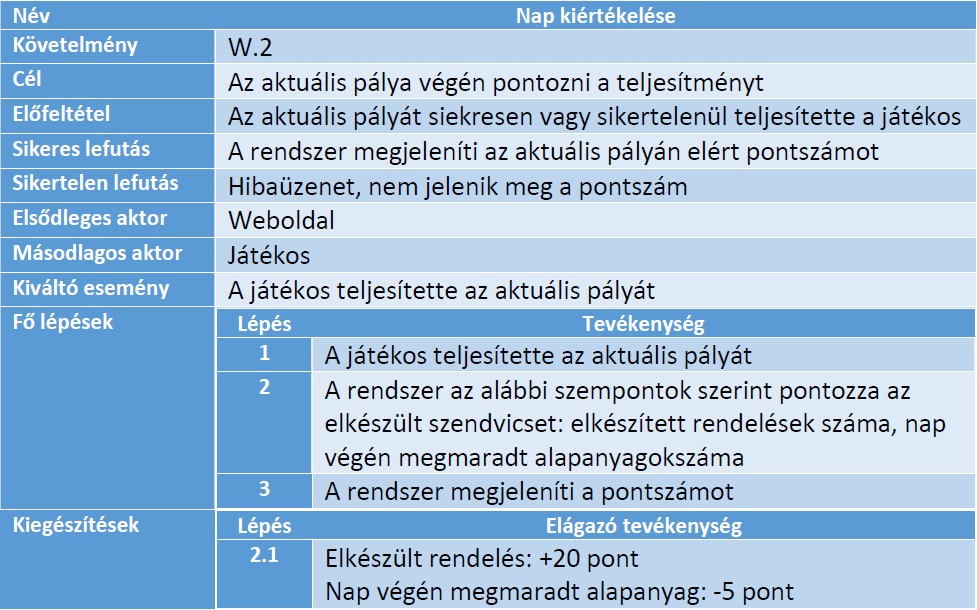 Név Nap kiértékelése
Követelmény W.2
Cél Az aktuális pálya végén pontozni a teljesítményt
Előfeltétel Az aktuális pályát siekresen vagy sikertelenül teljesítette a játékos
Sikeres lefutás A rendszer megjeleníti az aktuális pályán elért pontszámot
Sikertelen lefutás Hibaüzenet, nem jelenik meg a pontszám
Elsődleges aktor Weboldal
Másodlagos aktor Játékos
Kiváltó esemény A játékos teljesítette az aktuális pályát
Fő lépések Lépés Tevékenység
1 A játékos teljesítette az aktuális pályát
2 A rendszer az alábbi szempontok szerint pontozza az
elkészült szendvicset: elkészített rendelések száma, nap
végén megmaradt alapanyagokszáma
3 A rendszer megjeleníti a pontszámot
Kiegészítések Lépés Elágazó tevékenység
2.1 Elkészült rendelés: +20 pont
Nap végén megmaradt alapanyag: -5 pont